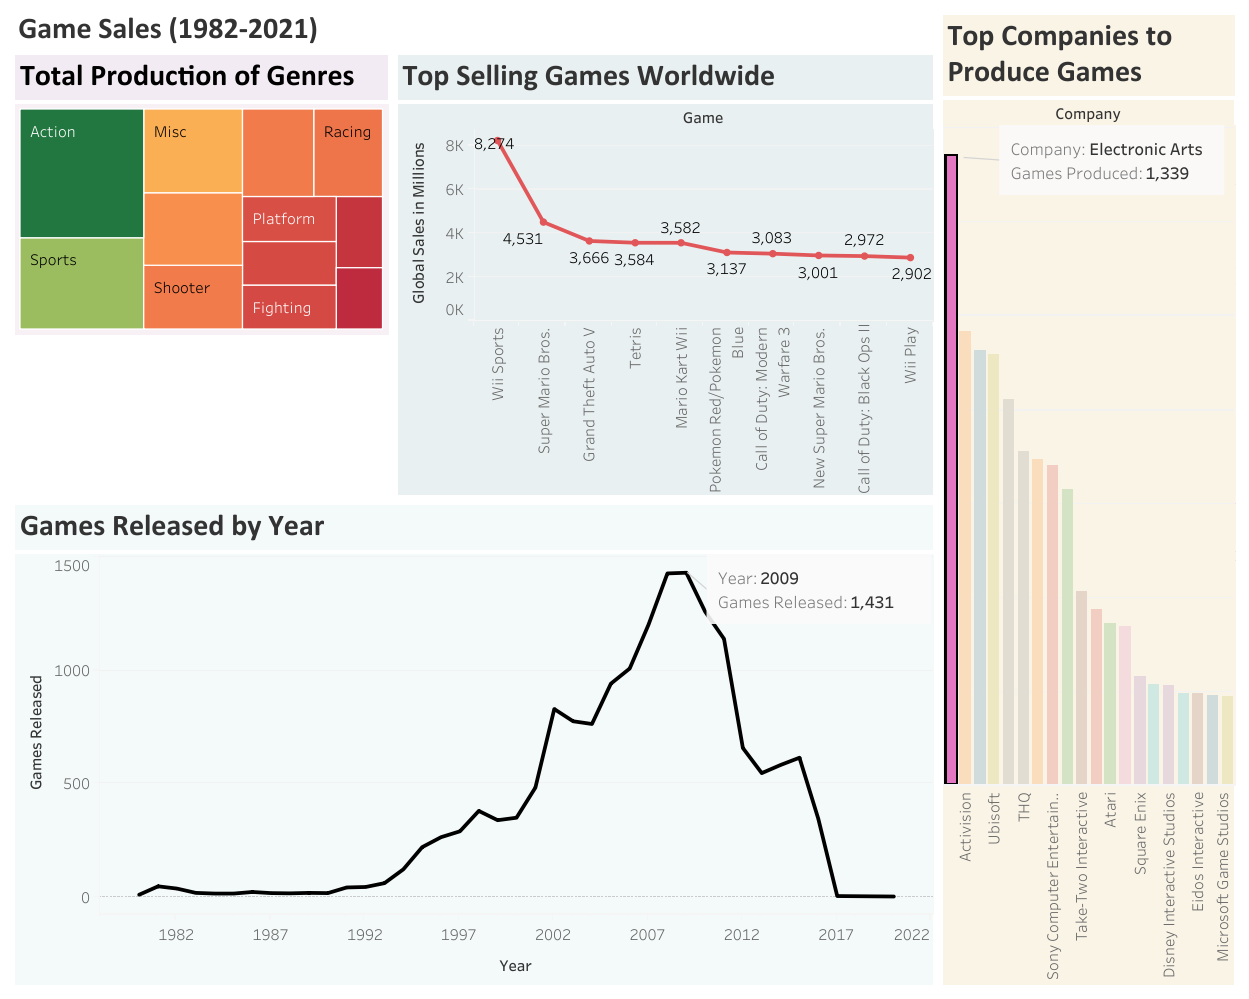 Game Sales (1982-2021)
Total Production of Genres
Action
Misc
Racing
Platform
Sports
Shooter
Fighting
Top Selling Games Worldwide
Game
Global Sales in Millions
8K
6K
4K
2K
0K
8,274
4,531
3,666
3,584
3,582
3,137
3,083
3,001
2,972
2,902
Wii Sports
Super Mario Bros.
Grand Theft Auto V
Tetris
Mario Kart Wii
Pokemon Red/Pokemon
Blue
Call of Duty: Modern
Warfare 3
New Super Mario Bros.
Call of Duty: Black Ops II
Wii Play
Top Companies to
Produce Games
Company
Company: Electronic Arts
Games Produced: 1,339
Activision
Ubisoft
THQ
Sony Computer Entertain..
Take-Two Interactive
Atari
Square Enix
Disney Interactive Studios
Eidos Interactive
Microsoft Game Studios
Games Released by Year
Games Released
1500
1000
500
0
Year: 2009
Games Released: 1,431
1982
1987
1992
1997
2002
2007
2012
2017
2022
Year